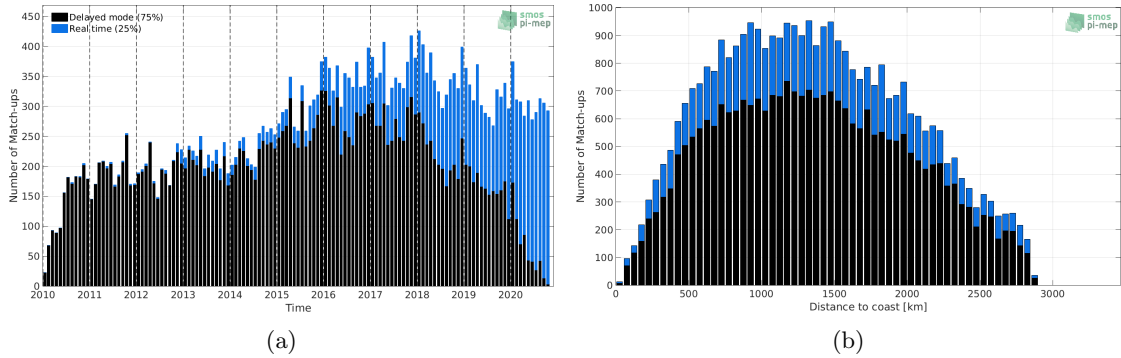 Delayed mode (75%)
Real time (25%)
smos
pi-mep
Number of Match-ups
450
400
350
300
250
200
150
100
50
0
2010 2011 2012 2013 2014 2015 2016 2017 2018 2019 2020
Time
(a)
smos
pi-mep
Number of Match-ups
1000
900
800
700
600
500
400
300
200
100
0
0 500 1000 1500 2000 2500 3000
Distance to coast [km]
(b)